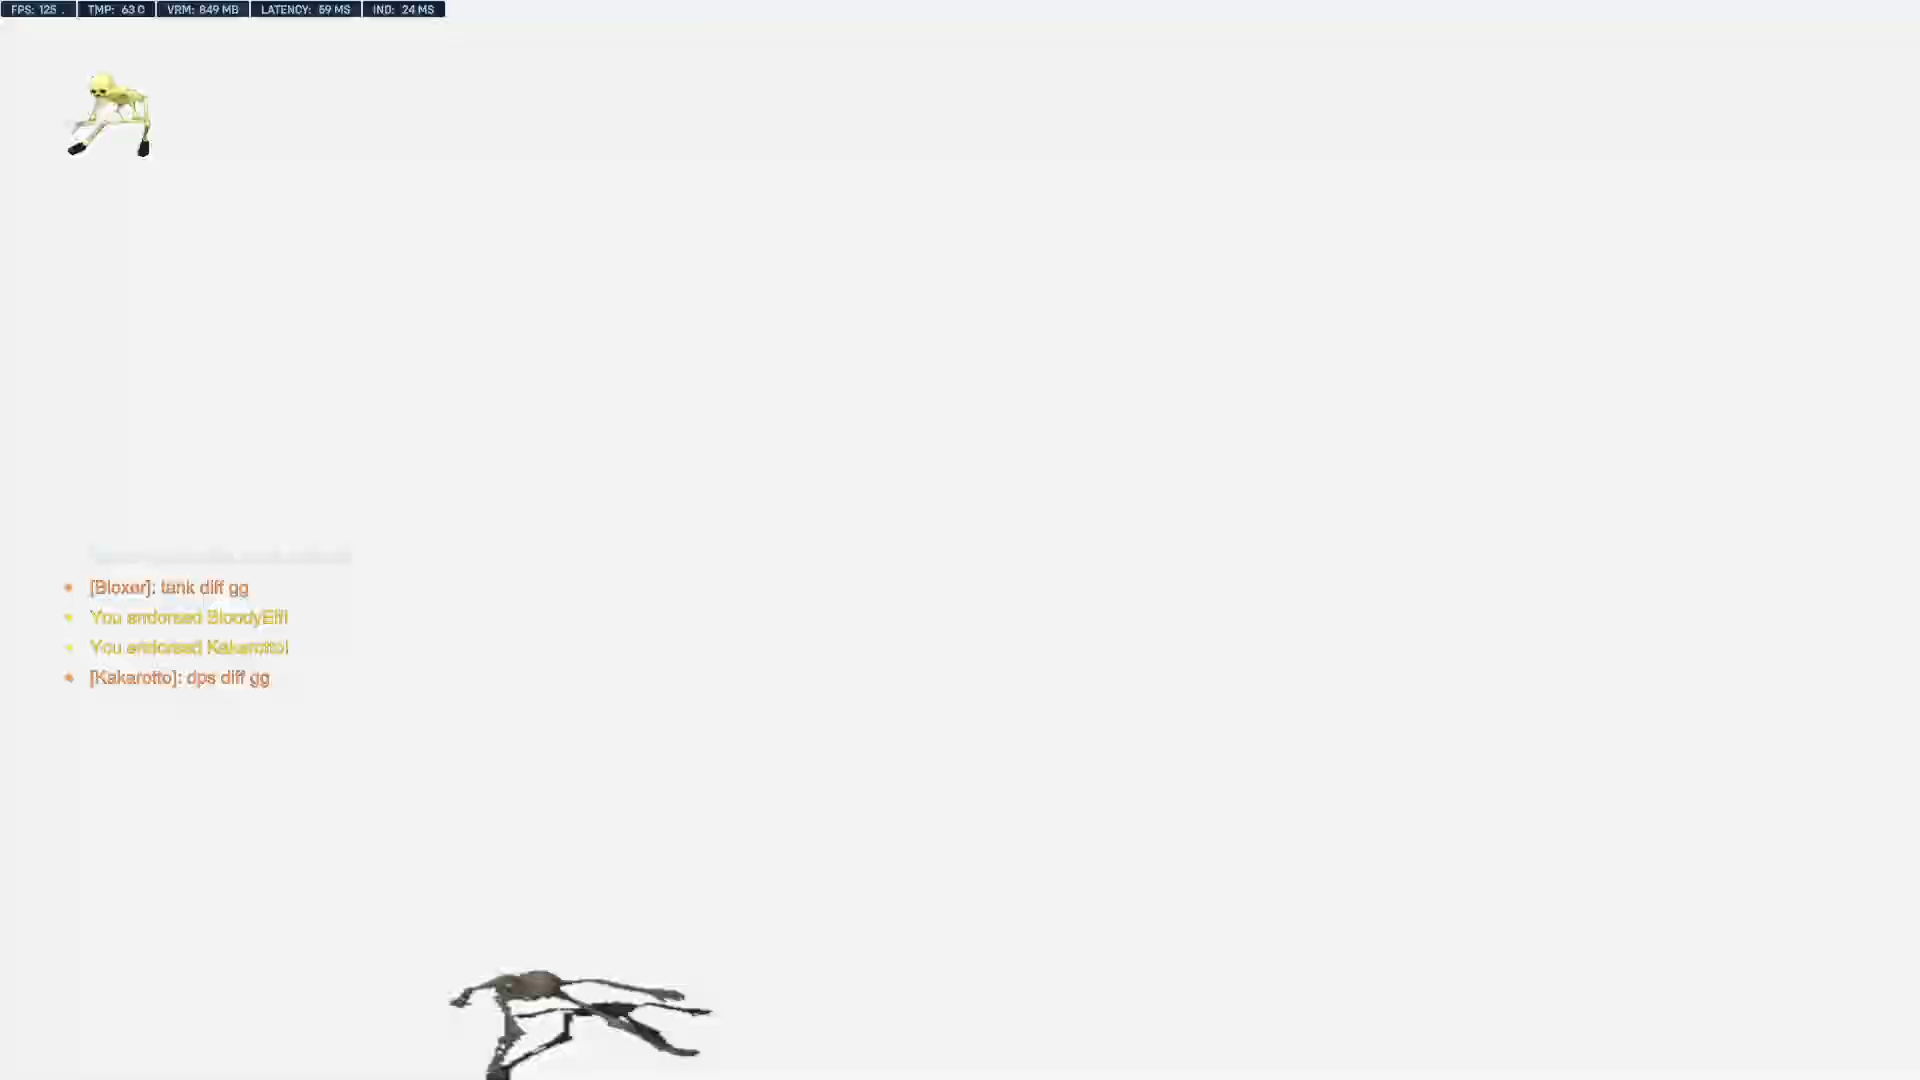 FPS: 125 . TMP: 63 C VRM: 849 MB LATENCY: 59 MS IND: 24 MS
[Bloxer]: tank diff gg
You endorsed BloodyEffi
You endorsed Kakarotto!
[Kakarotto]: dps diff gg